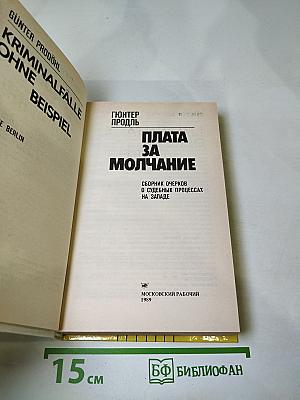 GÜNTER PRODÖHL
KRIMINALFÄLLE
OHNE
BEISPIEL
BERLIN
ГЮНТЕР
ПРОДЛЬ
ПЛАТА
ЗА
МОЛЧАНИЕ
СБОРНИК ОЧЕРКОВ
О СУДЕБНЫХ ПРОЦЕССАХ
НА ЗАПАДЕ
МОСКОВСКИЙ РАБОЧИЙ
1989
15 см
БФ БИБЛИОФАН